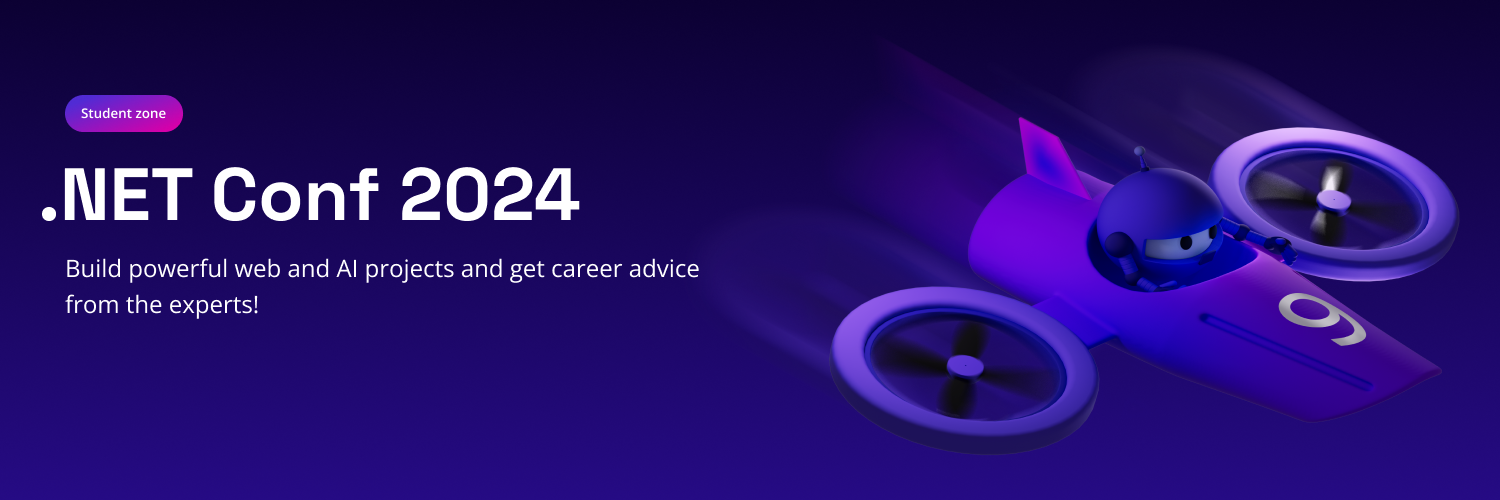 Student zone
.NET Conf 2024
Build powerful web and AI projects and get career advice
from the experts!
9